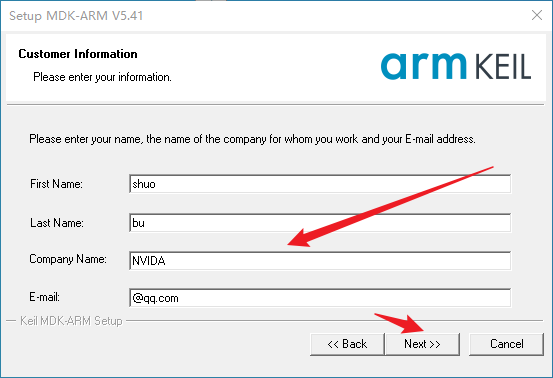 Setup MDK-ARM V5.41
Customer Information
Please enter your information.
arm KEIL
Please enter your name, the name of the company for whom you work and your E-mail address.
First Name: shuo
Last Name: bu
Company Name: NVIDA
E-mail: @qq.com
Keil MDK-ARM Setup
<< Back Next >> Cancel